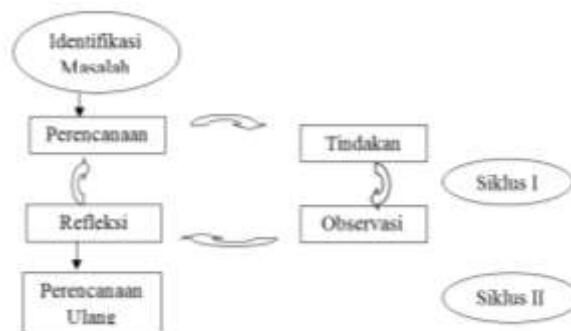 Identifikasi
Masalah
Perencanaan
Tindakan
Siklus I
Refleksi
Observasi
Perencanaan
Ulang
Siklus II